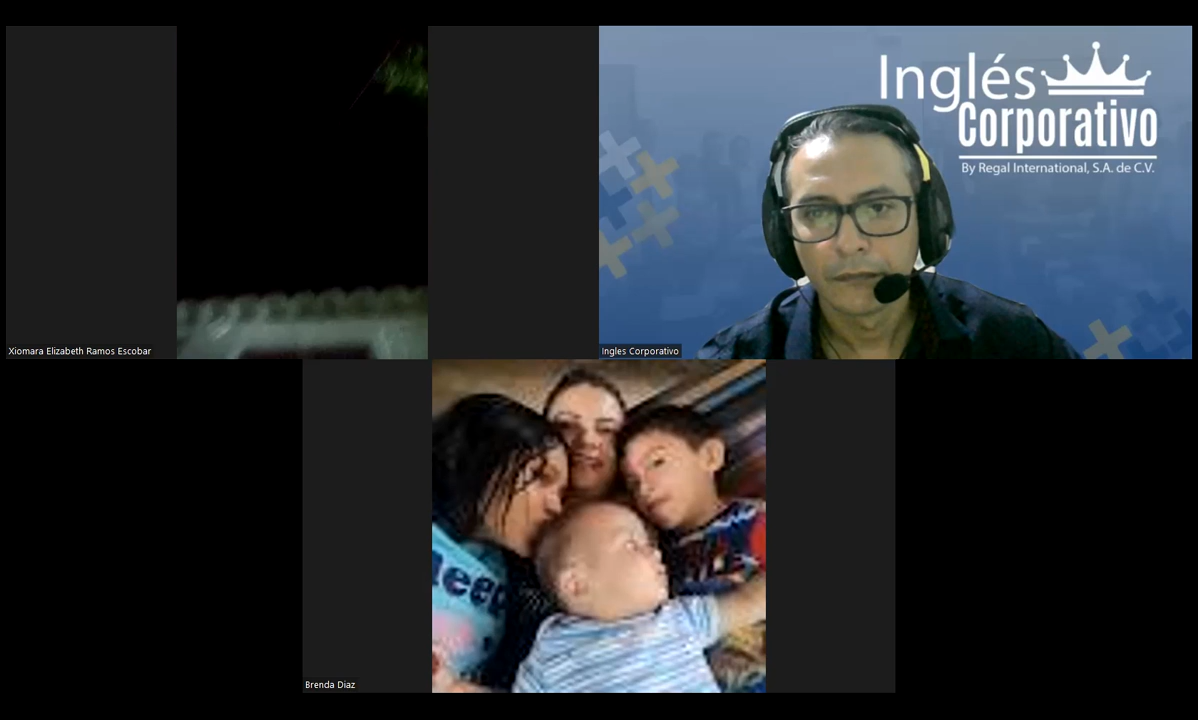 Inglés
Corporativo
By Regal International, S.A. de C.V.
Xiomara Elizabeth Ramos Escobar
Ingles Corporativo
Brenda Diaz